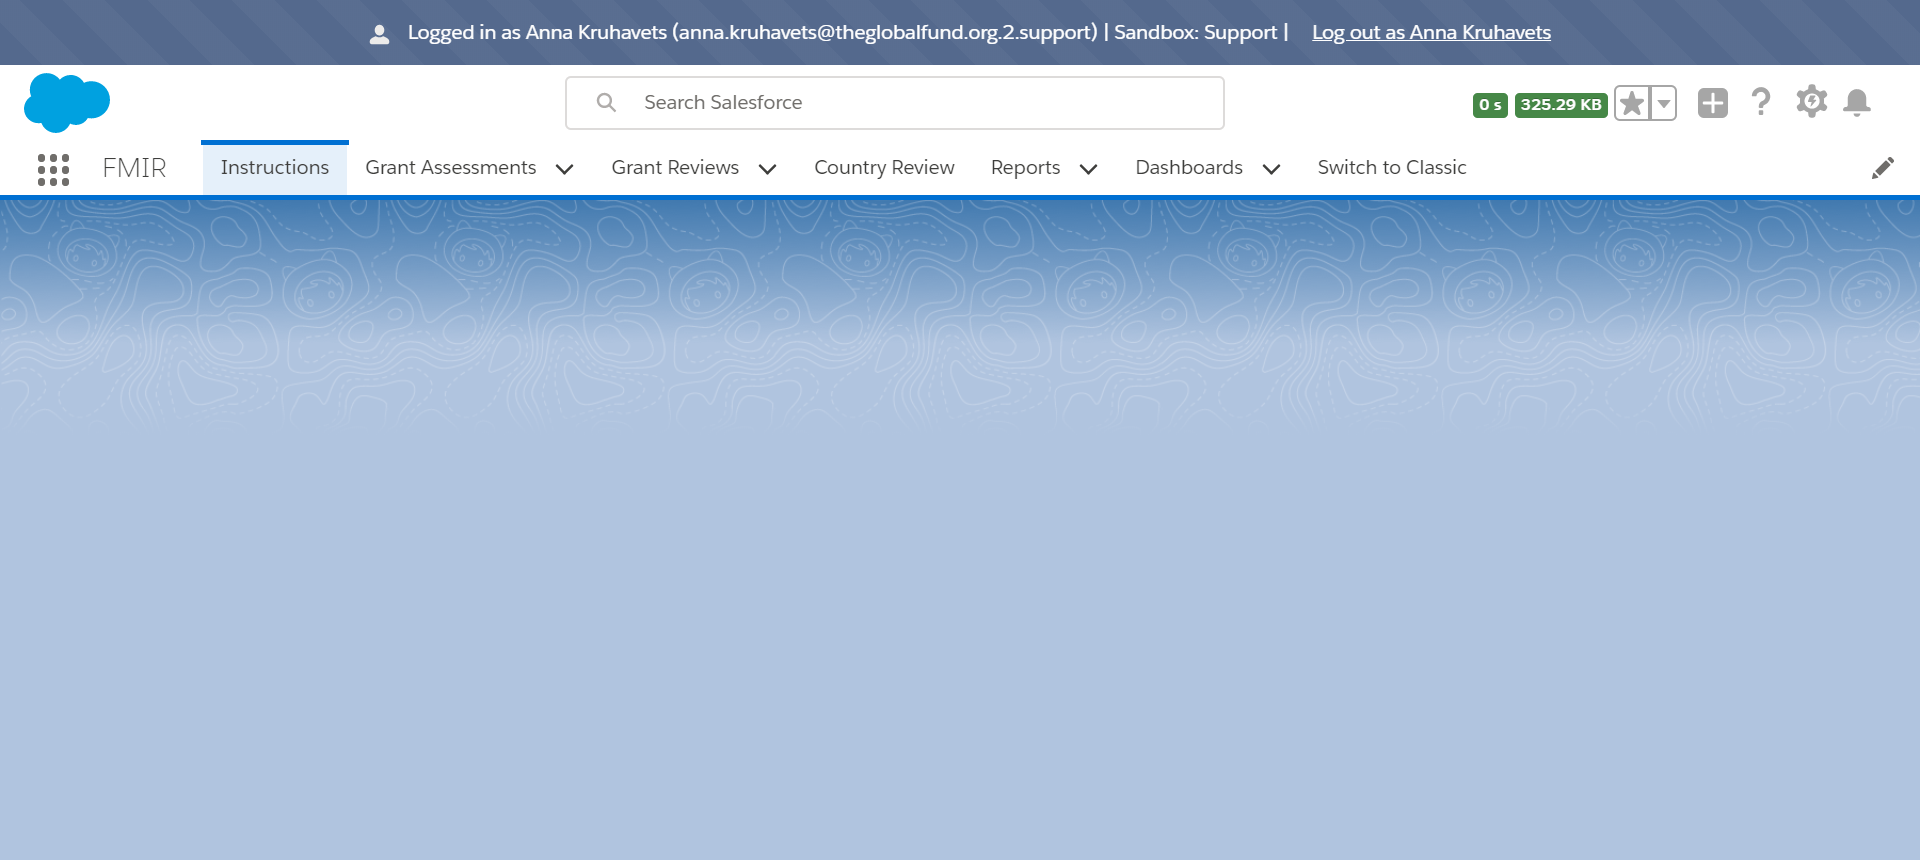 Logged in as Anna Kruhavets (anna.kruhavets@theglobalfund.org.2.support) | Sandbox: Support | Log out as Anna Kruhavets
Search Salesforce
0 s 325.29 KB
FMIR Instructions Grant Assessments Grant Reviews Country Review Reports Dashboards Switch to Classic